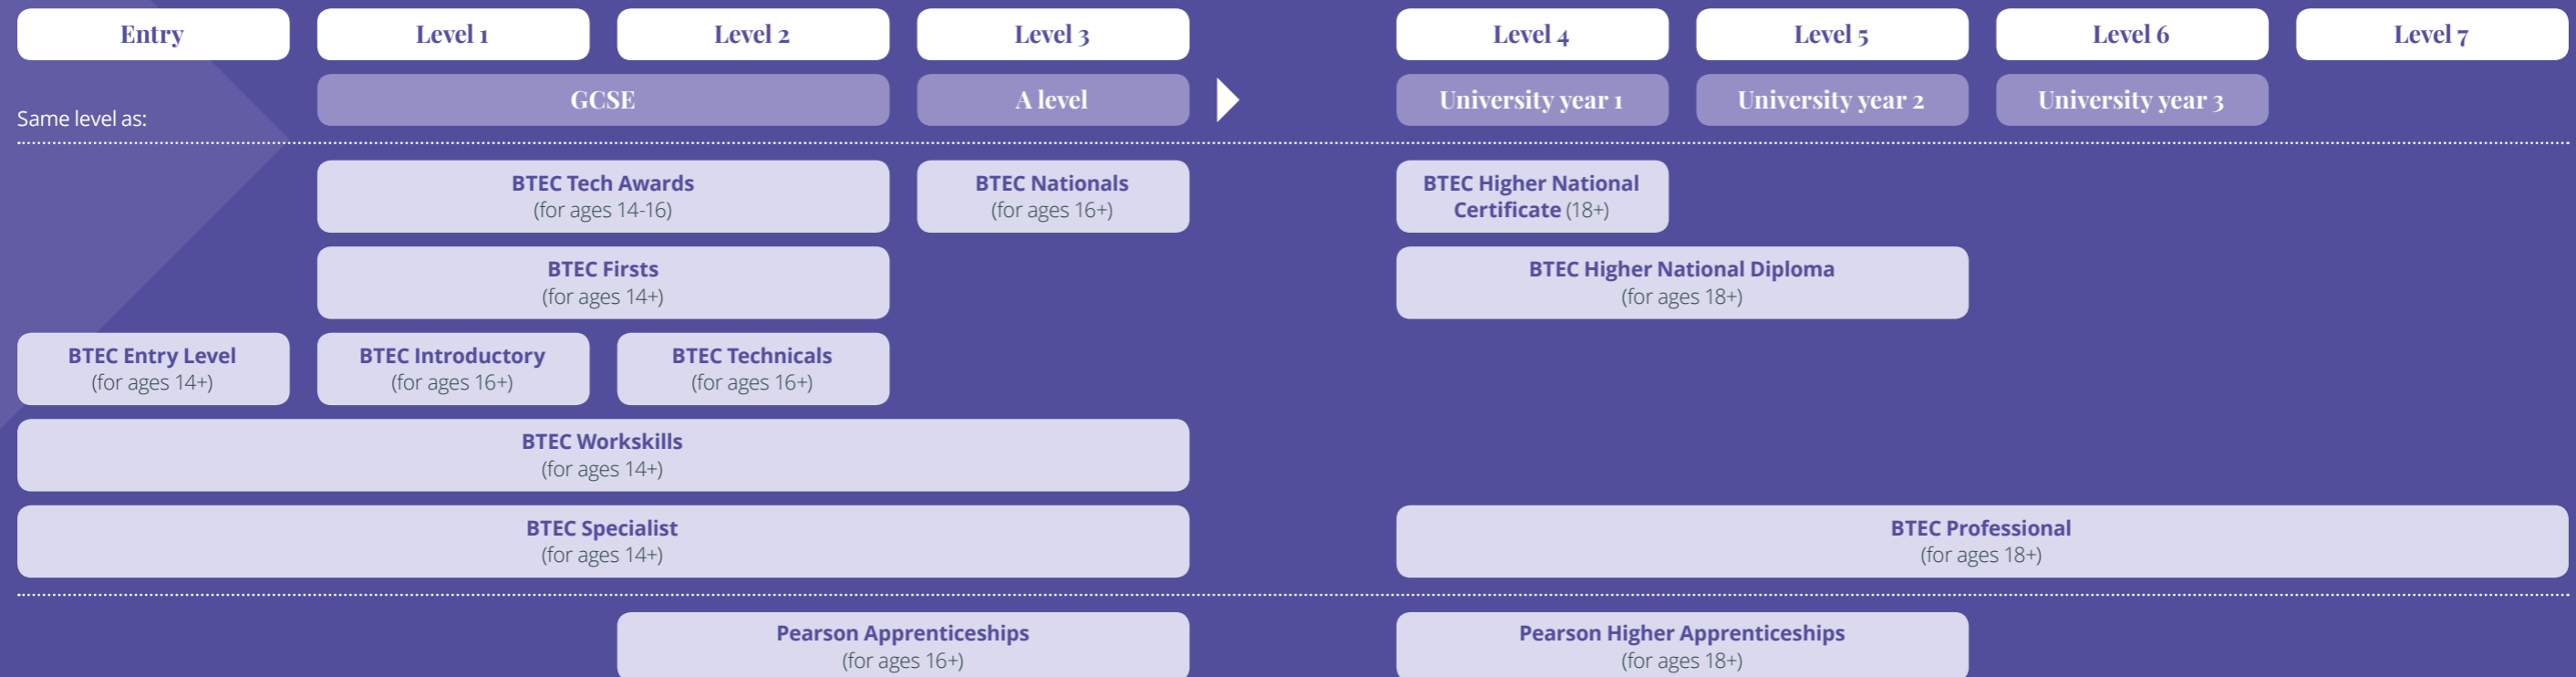 Entry
Level 1
Level 2
Level 3
Level 4
Level 5
Level 6
Level 7
Same level as:
GCSE
A level
University year 1
University year 2
University year 3
BTEC Tech Awards
(for ages 14-16)
BTEC Nationals
(for ages 16+)
BTEC Higher National
Certificate (18+)
BTEC Firsts
(for ages 14+)
BTEC Higher National Diploma
(for ages 18+)
BTEC Entry Level
(for ages 14+)
BTEC Introductory
(for ages 16+)
BTEC Technicals
(for ages 16+)
BTEC Workskills
(for ages 14+)
BTEC Specialist
(for ages 14+)
BTEC Professional
(for ages 18+)
Pearson Apprenticeships
(for ages 16+)
Pearson Higher Apprenticeships
(for ages 18+)